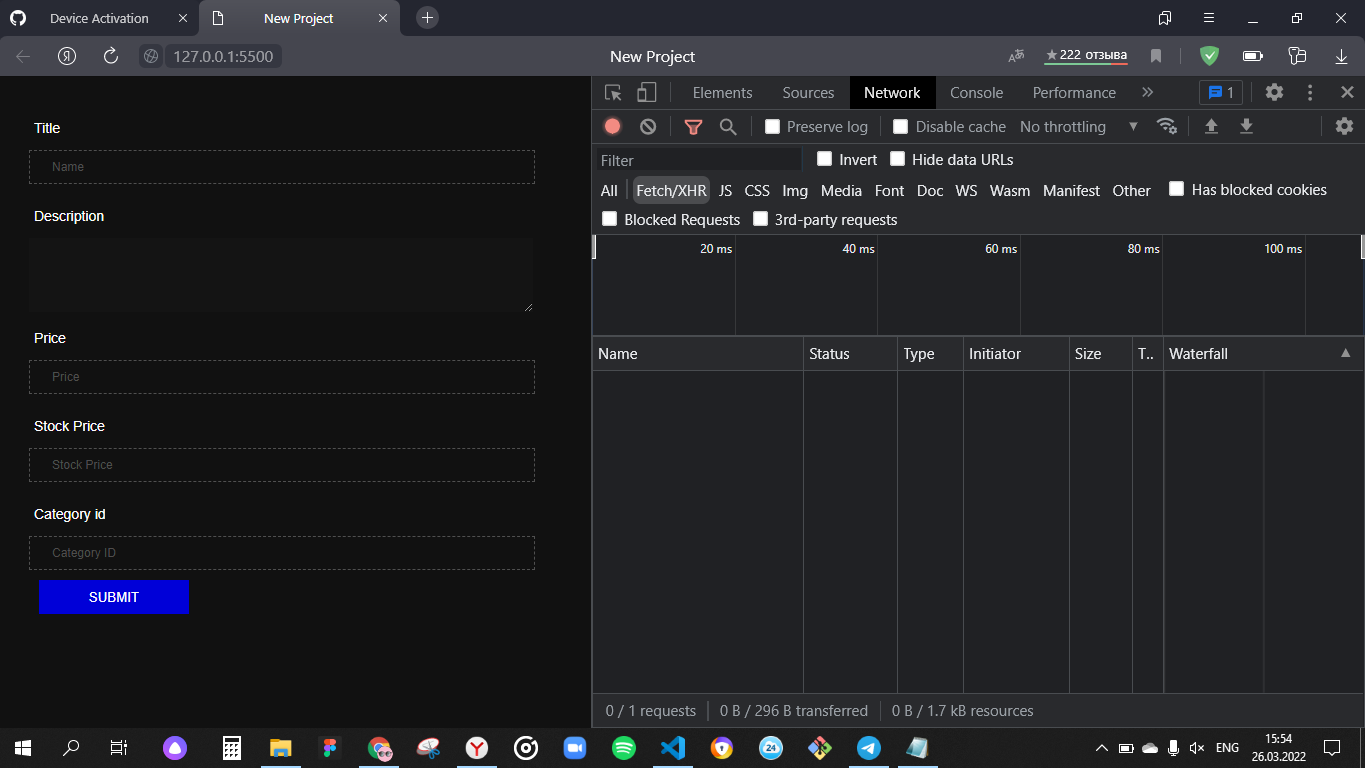 Device Activation
New Project
127.0.0.1:5500
New Project
★222 отзыва
Title
Name
Description
Price
Price
Stock Price
Stock Price
Category id
Category ID
SUBMIT
Elements Sources Network Console Performance » 1
Preserve log Disable cache No throttling
Filter Invert Hide data URLs
All Fetch/XHR JS CSS Img Media Font Doc WS Wasm Manifest Other Has blocked cookies
Blocked Requests 3rd-party requests
20 ms 40 ms 60 ms 80 ms 100 ms
Name Status Type Initiator Size T.. Waterfall
0 / 1 requests 0 B / 296 B transferred 0 B / 1.7 kB resources
24
ENG
15:54
26.03.2022